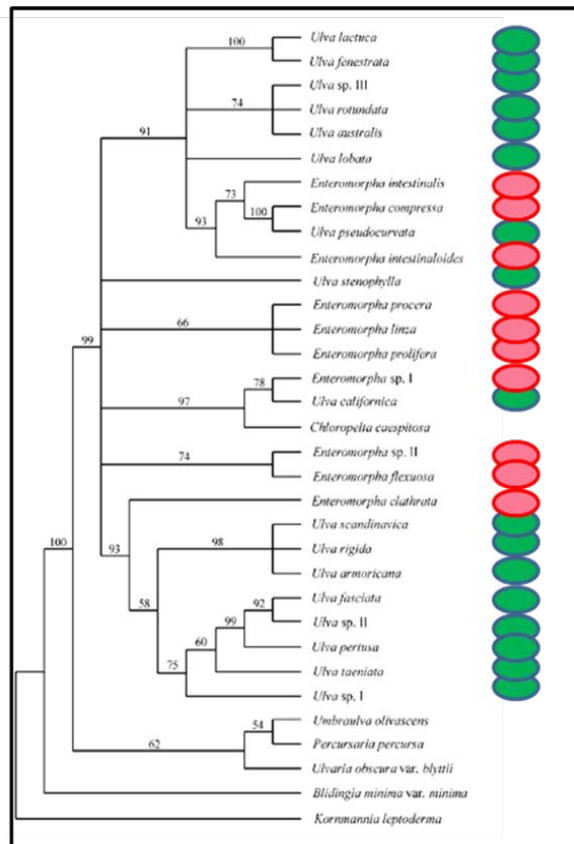 100
Ulva lactuca
Ulva fenestrata
Ulva sp. III
74
Ulva rotundata
Ulva australis
91
Ulva lobata
Enteromorpha intestinalis
73
Enteromorpha compressa
100
Ulva pseudocurvata
93
Enteromorpha intestinaloides
Ulva stenophylla
Enteromorpha procera
99
66
Enteromorpha linza
Enteromorpha prolifera
Enteromorpha sp. I
78
Ulva californica
97
Chloropelta caespitosa
Enteromorpha sp. II
74
Enteromorpha flexuosa
Enteromorpha clathrata
Ulva scandinavica
100
93
98
Ulva rigida
Ulva armoricana
58
Ulva fasciata
92
Ulva sp. II
99
Ulva pertusa
60
Ulva taeniata
75
Ulva sp. I
Umbraulva olivascens
54
Percursaria percursa
62
Ulvaria obscura var. blyttii
Blidingia minima var. minima
Kornmannia leptoderma